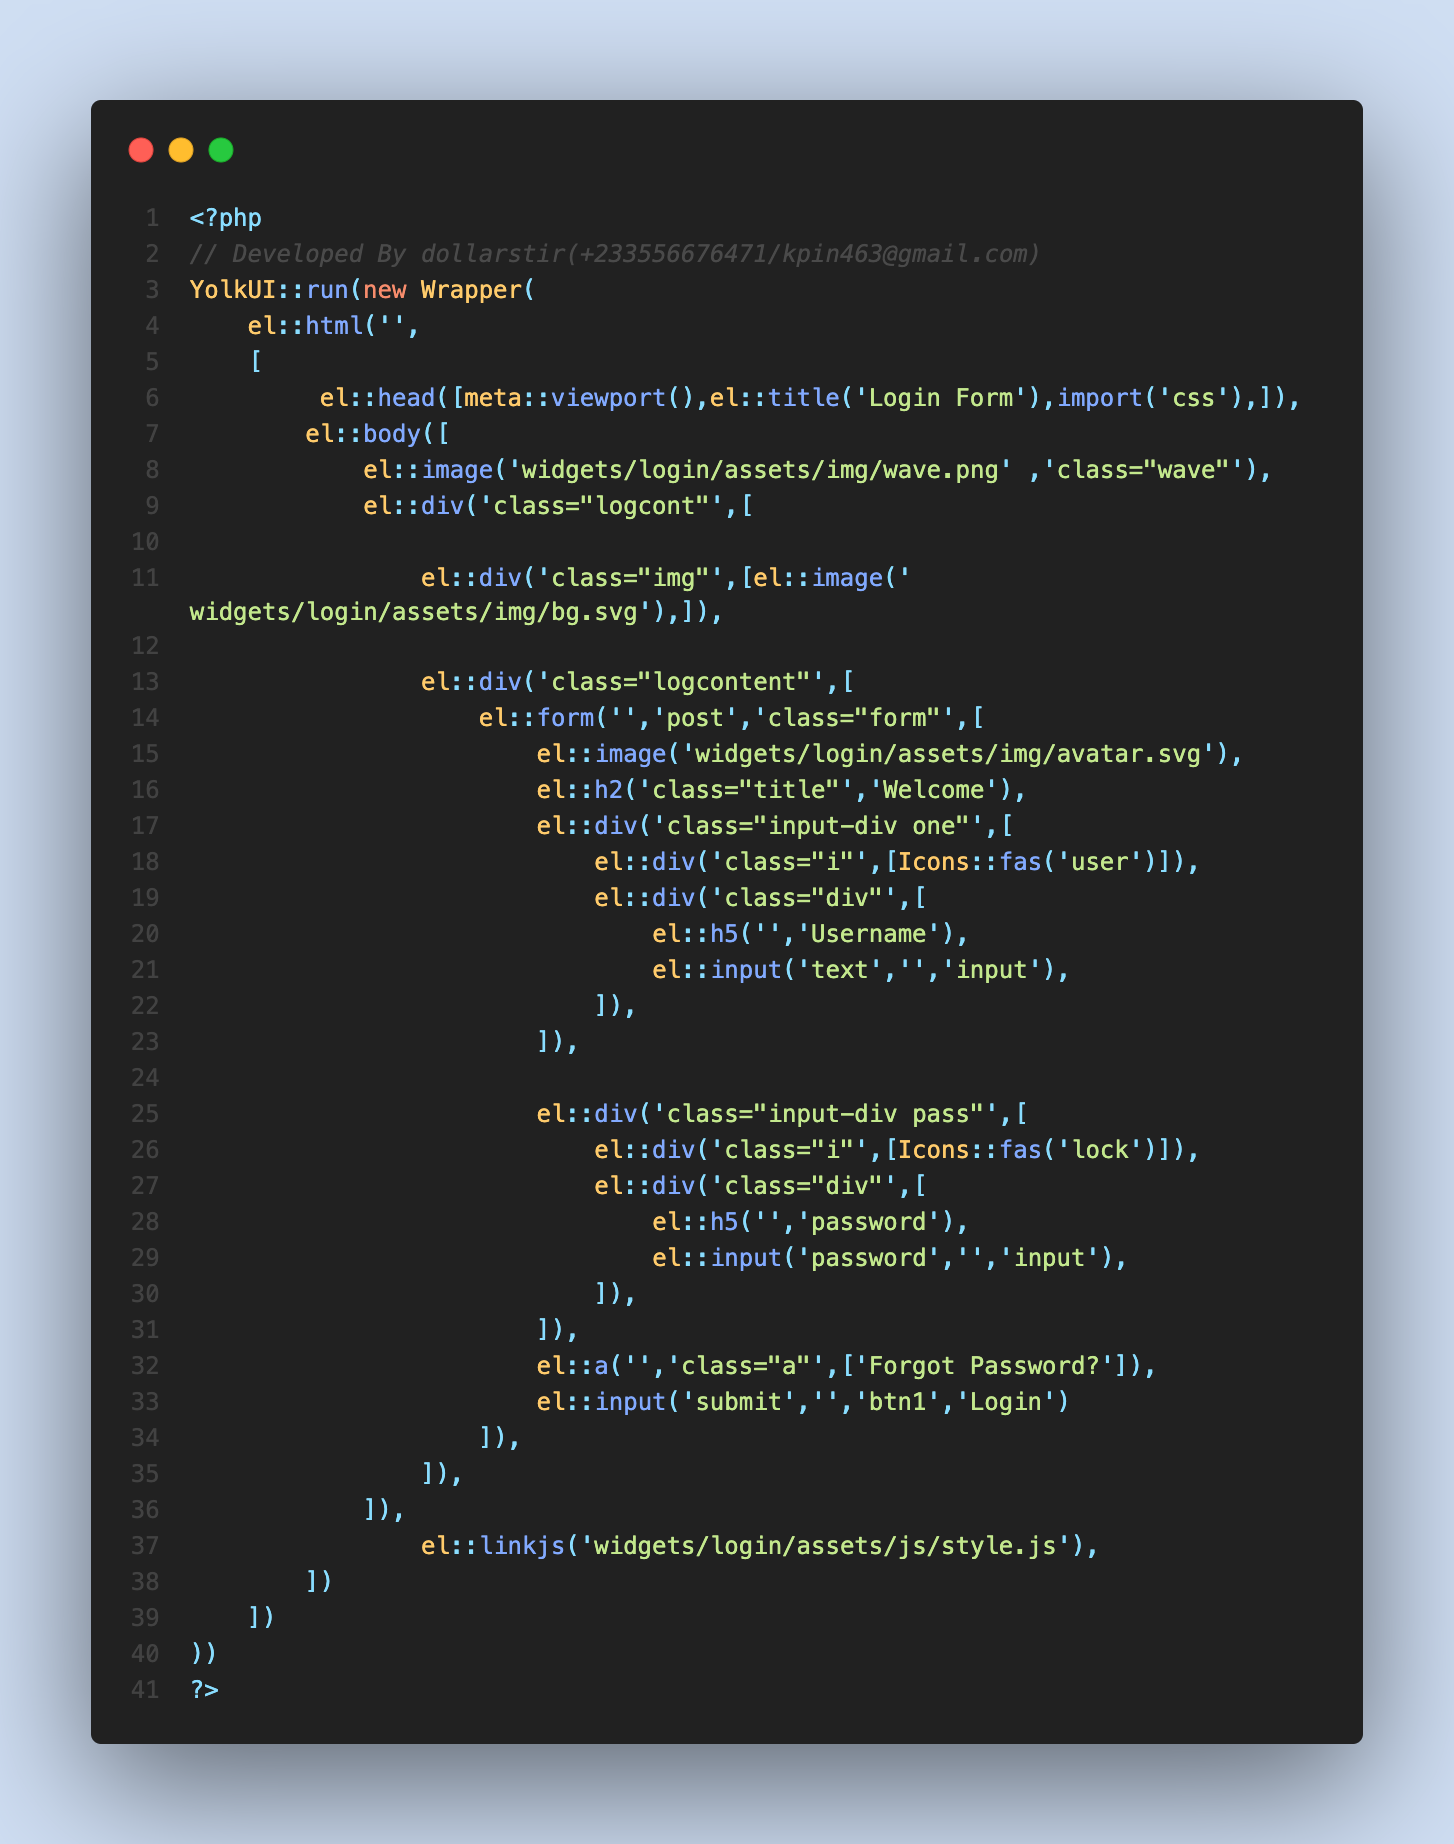 1 <?php
2 // Developed By dollarstir(+233556676471/kpin463@gmail.com)
3 YolkUI::run(new Wrapper(
4     el::html('',
5     [
6          el::head([meta::viewport(),el::title('Login Form'),import('css'),]),
7         el::body([
8             el::image('widgets/login/assets/img/wave.png' ,'class="wave"'),
9             el::div('class="logcont"',[
10
11                 el::div('class="img"',[el::image('
widgets/login/assets/img/bg.svg'),]),
12
13                 el::div('class="logcontent"',[
14                     el::form('','post','class="form"',[
15                         el::image('widgets/login/assets/img/avatar.svg'),
16                         el::h2('class="title"','Welcome'),
17                         el::div('class="input-div one"',[
18                             el::div('class="i"',[Icons::fas('user')]),
19                             el::div('class="div"',[
20                                 el::h5('','Username'),
21                                 el::input('text','','input'),
22                             ]),
23                         ]),
24
25                         el::div('class="input-div pass"',[
26                             el::div('class="i"',[Icons::fas('lock')]),
27                             el::div('class="div"',[
28                                 el::h5('','password'),
29                                 el::input('password','','input'),
30                             ]),
31                         ]),
32                         el::a('','class="a"',['Forgot Password?']),
33                         el::input('submit','','btn1','Login')
34                     ]),
35                 ]),
36             ]),
37                 el::linkjs('widgets/login/assets/js/style.js'),
38         ])
39     ])
40 ))
41 ?>